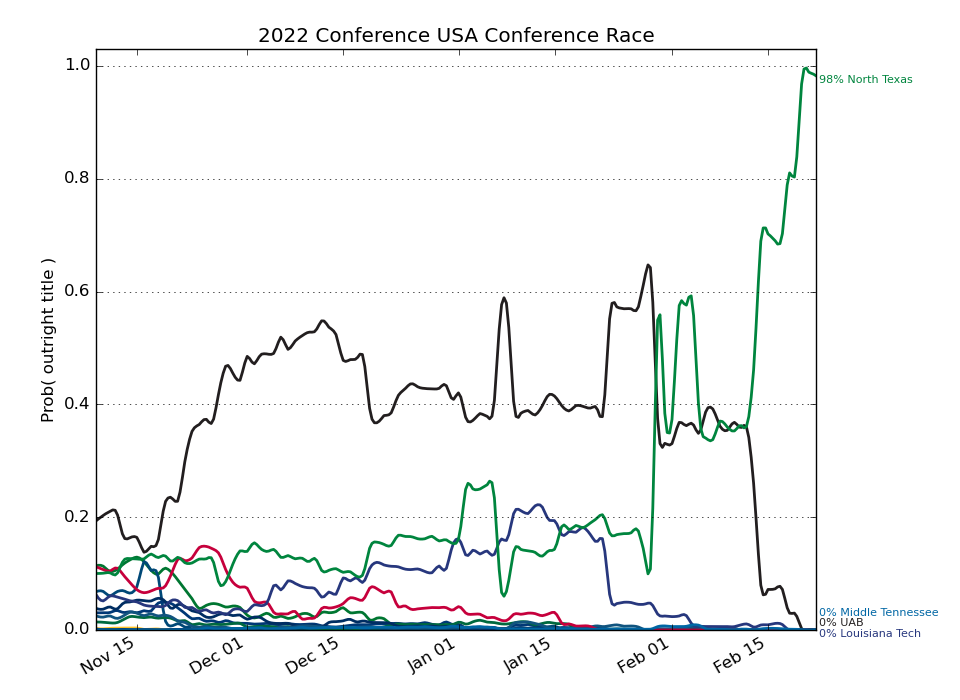 2022 Conference USA Conference Race
Prob( outright title )
1.0
0.8
0.6
0.4
0.2
0.0
Nov 15
Dec 01
Dec 15
Jan 01
Jan 15
Feb 01
Feb 15
98% North Texas
0% Middle Tennessee
0% UAB
0% Louisiana Tech